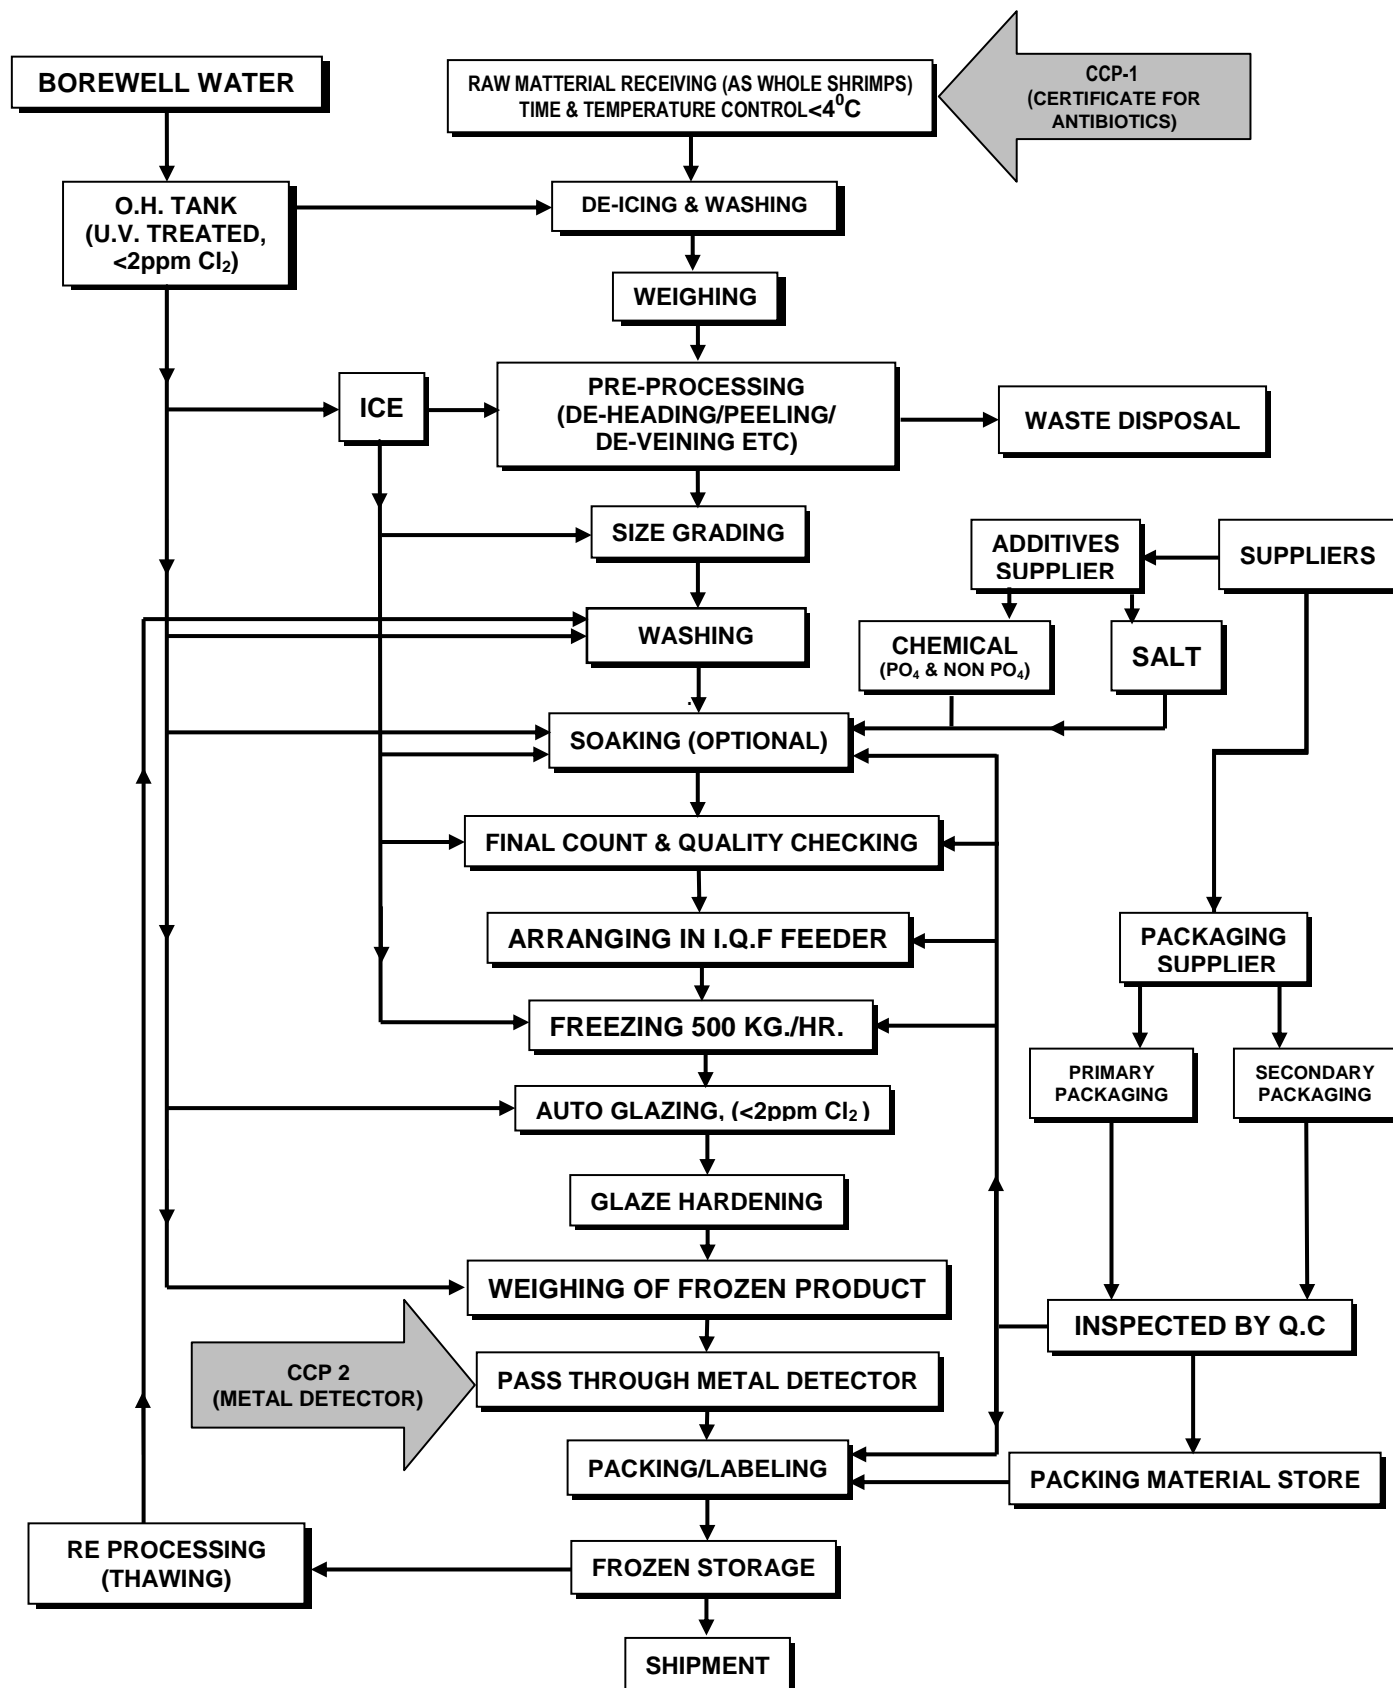 BOREWELL WATER
RAW MATTERIAL RECEIVING (AS WHOLE SHRIMPS)
TIME & TEMPERATURE CONTROL<4⁰C
CCP-1
(CERTIFICATE FOR
ANTIBIOTICS)
O.H. TANK
(U.V. TREATED,
<2ppm Cl₂)
DE-ICING & WASHING
WEIGHING
ICE
PRE-PROCESSING
(DE-HEADING/PEELING/
DE-VEINING ETC)
WASTE DISPOSAL
SIZE GRADING
ADDITIVES
SUPPLIER
SUPPLIERS
WASHING
CHEMICAL
(PO₄ & NON PO₄)
SALT
SOAKING (OPTIONAL)
FINAL COUNT & QUALITY CHECKING
ARRANGING IN I.Q.F FEEDER
PACKAGING
SUPPLIER
FREEZING 500 KG./HR.
PRIMARY
PACKAGING
SECONDARY
PACKAGING
AUTO GLAZING, (<2ppm Cl₂ )
GLAZE HARDENING
WEIGHING OF FROZEN PRODUCT
INSPECTED BY Q.C
CCP 2
(METAL DETECTOR)
PASS THROUGH METAL DETECTOR
PACKING/LABELING
PACKING MATERIAL STORE
RE PROCESSING
(THAWING)
FROZEN STORAGE
SHIPMENT